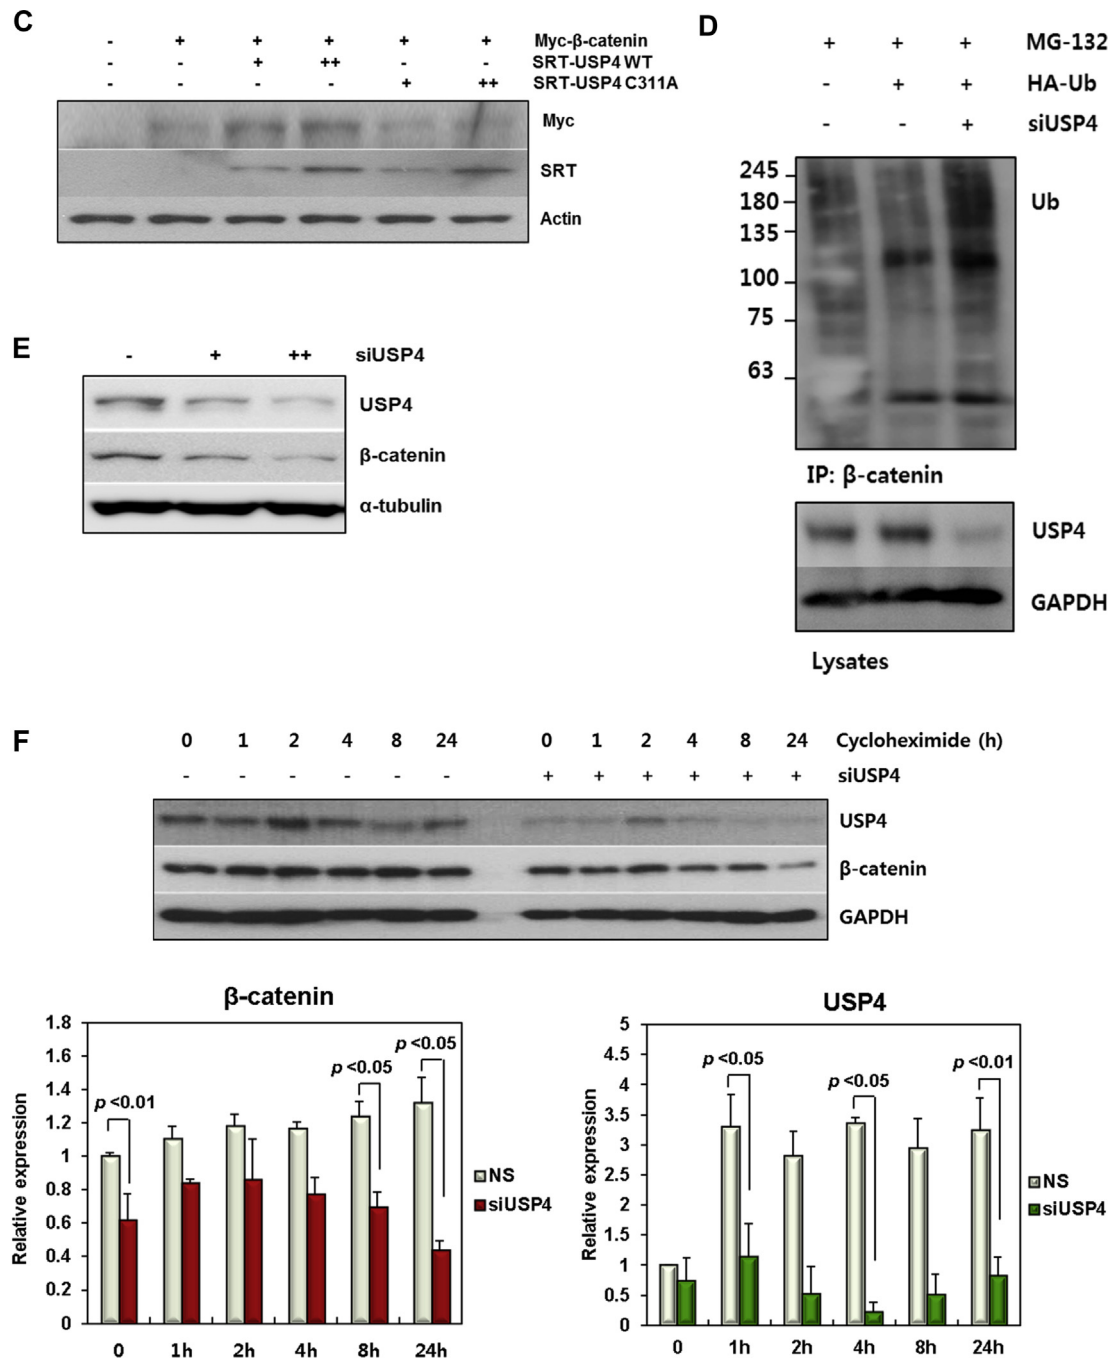 C
- + + + + + Myc-β-catenin
- - + ++ - - SRT-USP4 WT
- - - - + ++ SRT-USP4 C311A
Myc
SRT
Actin
D
+ + + MG-132
- + + HA-Ub
- - + siUSP4
245
180
135
100
75
63
Ub
IP: β-catenin
USP4
GAPDH
Lysates
E
- + ++ siUSP4
USP4
β-catenin
α-tubulin
F
0 1 2 4 8 24 0 1 2 4 8 24 Cycloheximide (h)
- - - - - - + + + + + + siUSP4
USP4
β-catenin
GAPDH
β-catenin
Relative expression
1.8
1.6
1.4
1.2
1
0.8
0.6
0.4
0.2
0
p <0.01
p <0.05
p <0.05
NS
siUSP4
0 1h 2h 4h 8h 24h
USP4
Relative expression
5
4.5
4
3.5
3
2.5
2
1.5
1
0.5
0
p <0.05
p <0.05
p <0.01
NS
siUSP4
0 1h 2h 4h 8h 24h